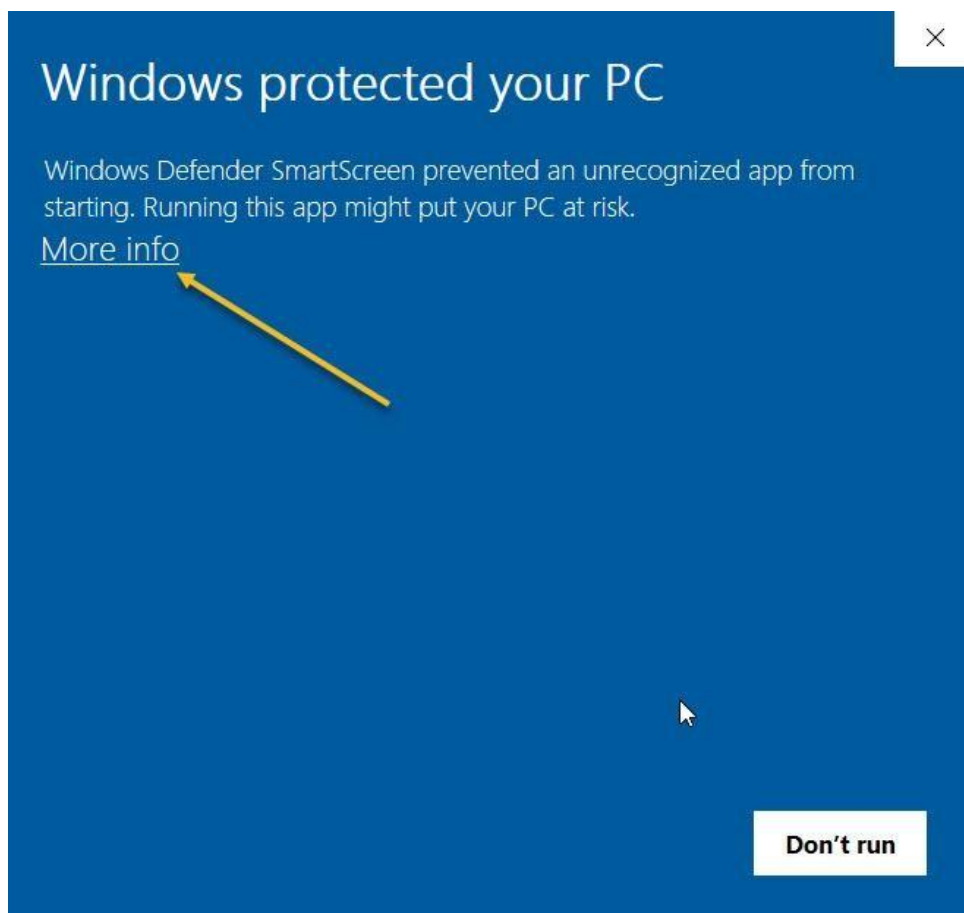 Windows protected your PC
Windows Defender SmartScreen prevented an unrecognized app from
starting. Running this app might put your PC at risk.
More info
Don't run